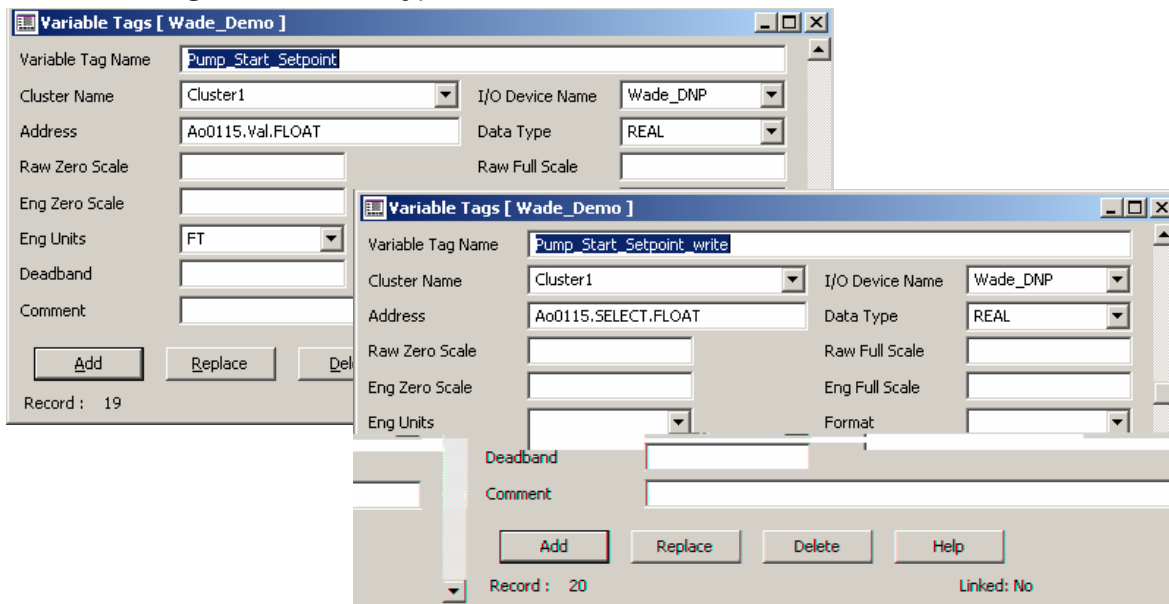 Variable Tags [ Wade_Demo ]
Variable Tag Name Pump_Start_Setpoint
Cluster Name Cluster1 I/O Device Name Wade_DNP
Address Ao0115.Val.FLOAT Data Type REAL
Raw Zero Scale Raw Full Scale
Eng Zero Scale
Eng Units FT
Deadband
Comment
Add Replace Del
Record : 19
Variable Tags [ Wade_Demo ]
Variable Tag Name Pump_Start_Setpoint_write
Cluster Name Cluster1 I/O Device Name Wade_DNP
Address Ao0115.SELECT.FLOAT Data Type REAL
Raw Zero Scale Raw Full Scale
Eng Zero Scale Eng Full Scale
Eng Units Format
Deadband
Comment
Add Replace Delete Help
Record : 20 Linked: No